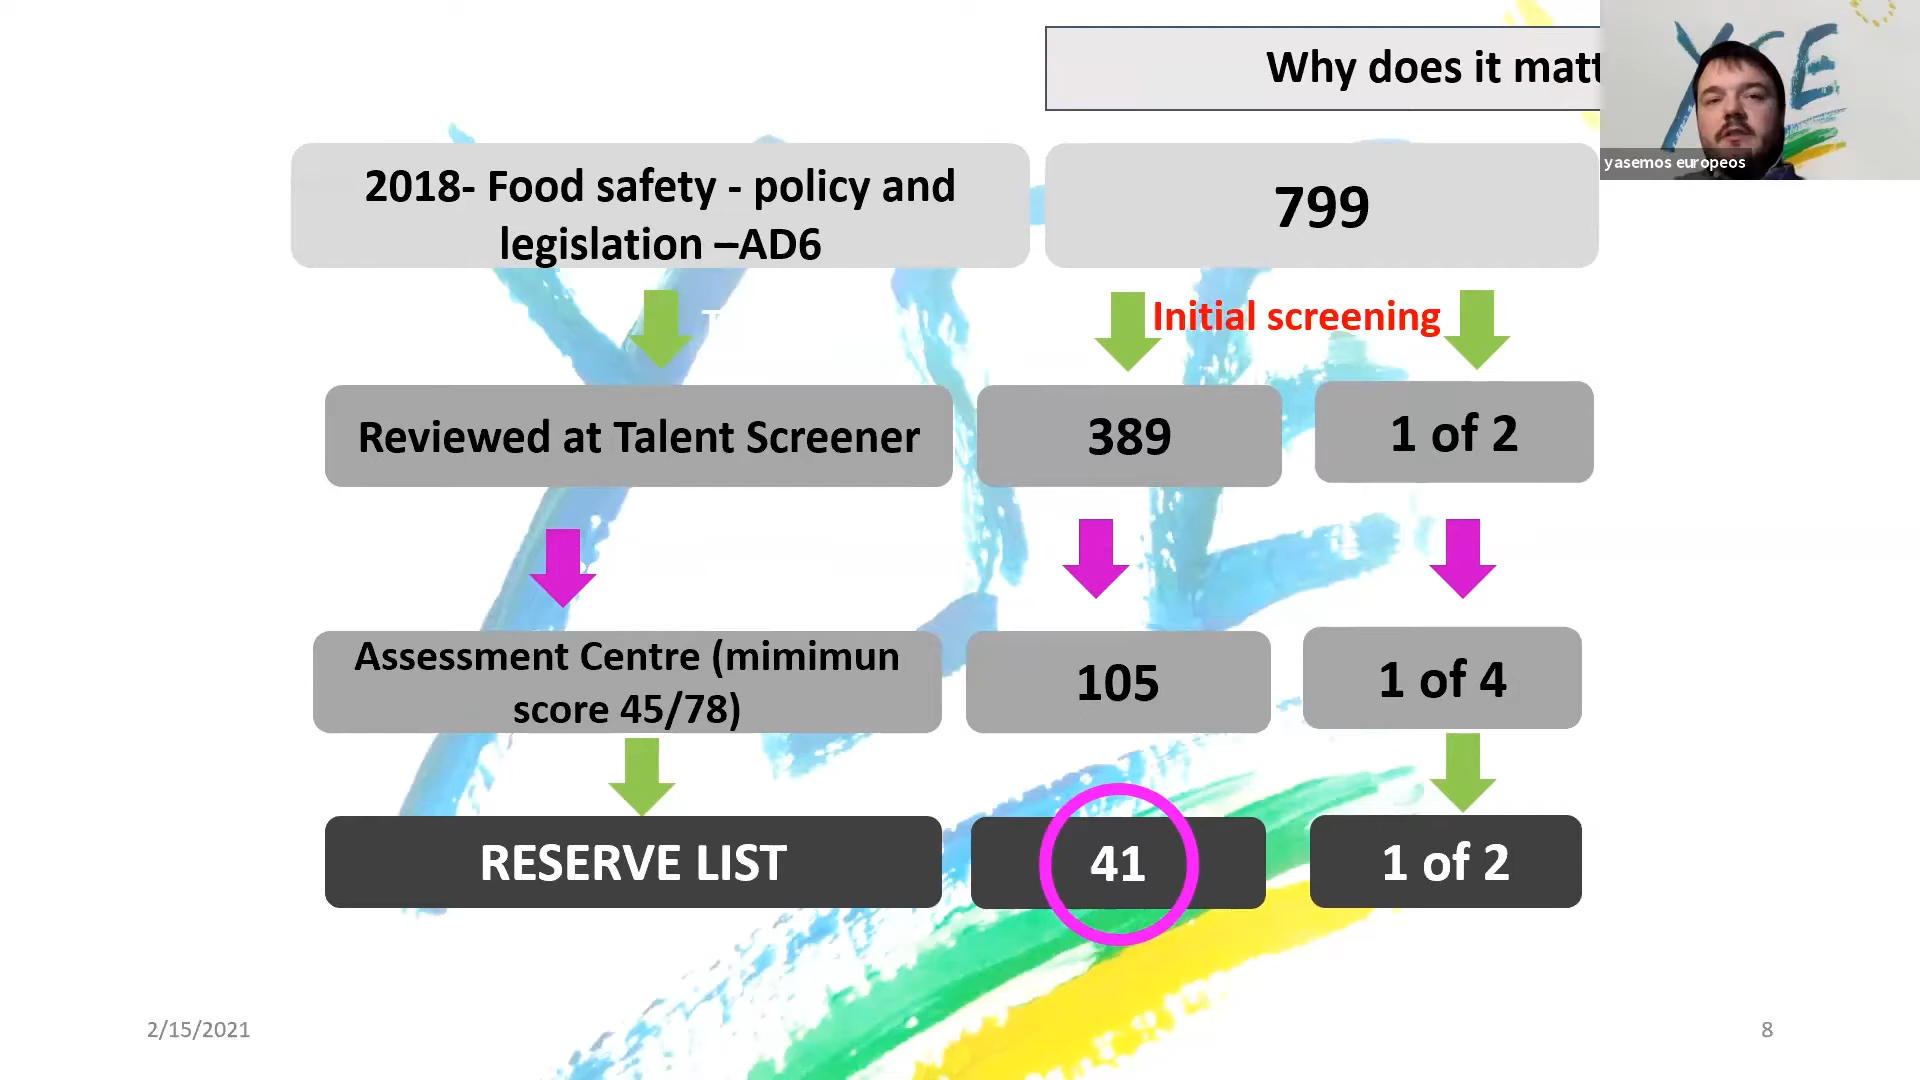 Why does it matt
yasemos europeos
2018- Food safety - policy and
legislation –AD6
799
Initial screening
Reviewed at Talent Screener
389
1 of 2
Assessment Centre (mimimun
score 45/78)
105
1 of 4
RESERVE LIST
41
1 of 2
2/15/2021
8